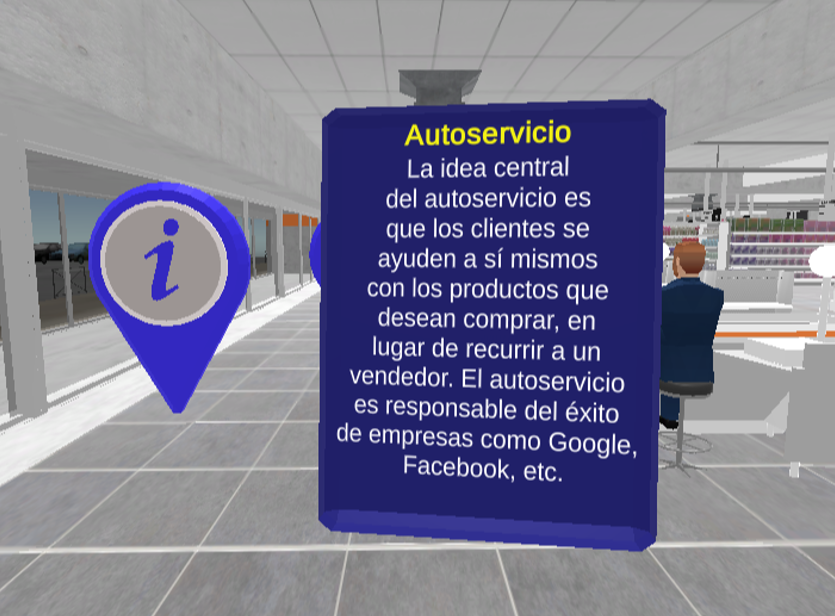 Autoservicio
La idea central
del autoservicio es
que los clientes se
ayuden a sí mismos
con los productos que
desean comprar, en
lugar de recurrir a un
vendedor. El autoservicio
es responsable del éxito
de empresas como Google,
Facebook, etc.